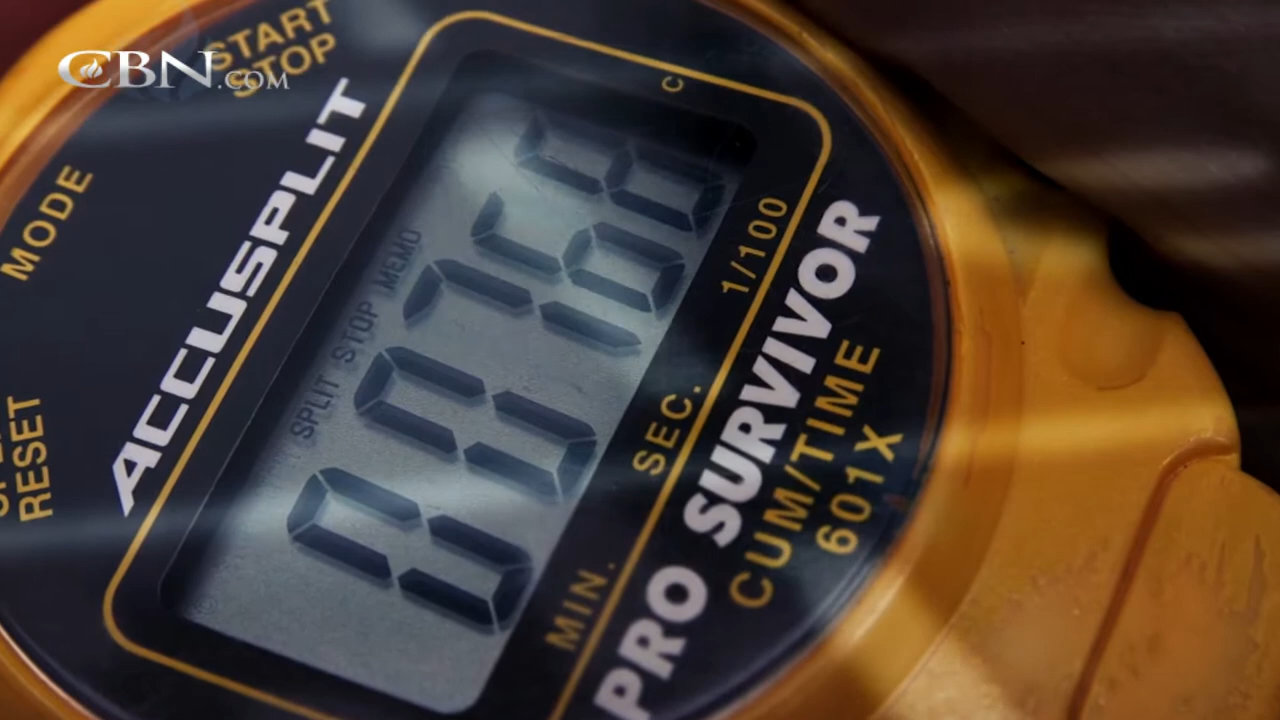 CBN.COM
START
STOP
MODE
RESET
ACCUSPLIT
SPLIT STOP MEMO
C
MIN. SEC. 1/100
PRO SURVIVOR
CUM/TIME
601X